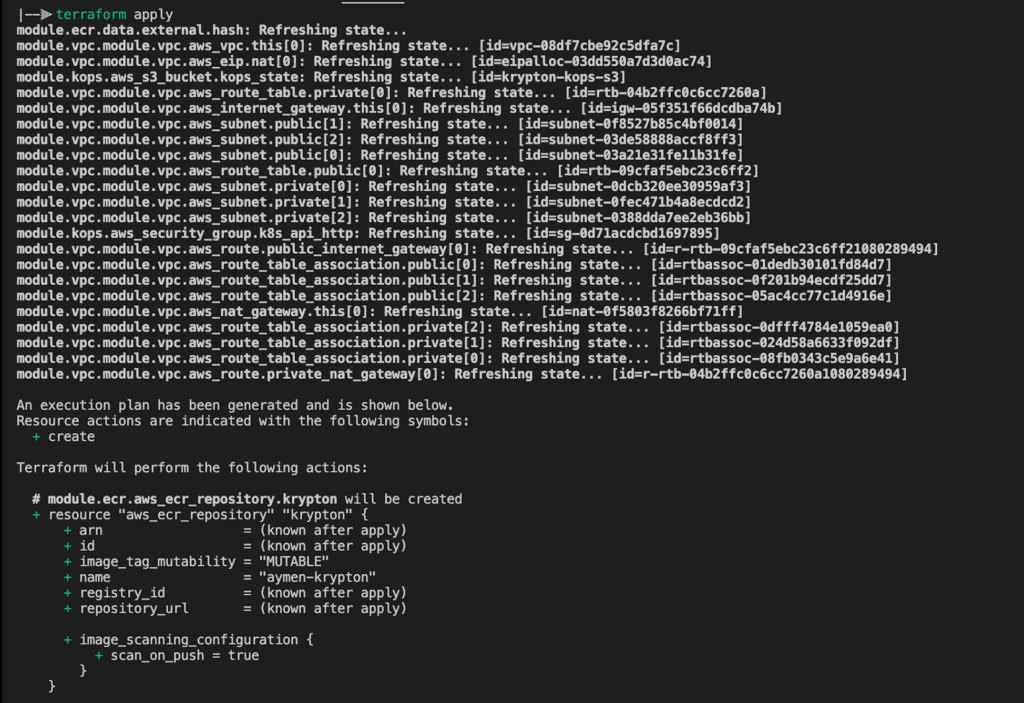 |——⫸ terraform apply
module.ecr.data.external.hash: Refreshing state...
module.vpc.module.vpc.aws_vpc.this[0]: Refreshing state... [id=vpc-08df7cbe92c5dfa7c]
module.vpc.module.vpc.aws_eip.nat[0]: Refreshing state... [id=eipalloc-03dd550a7d3d0ac74]
module.kops.aws_s3_bucket.kops_state: Refreshing state... [id=krypton-kops-s3]
module.vpc.module.vpc.aws_route_table.private[0]: Refreshing state... [id=rtb-04b2ffc0c6cc7260a]
module.vpc.module.vpc.aws_internet_gateway.this[0]: Refreshing state... [id=igw-05f351f66dcdba74b]
module.vpc.module.vpc.aws_subnet.public[1]: Refreshing state... [id=subnet-0f8527b85c4bf0014]
module.vpc.module.vpc.aws_subnet.public[2]: Refreshing state... [id=subnet-03de58888accf8ff3]
module.vpc.module.vpc.aws_subnet.public[0]: Refreshing state... [id=subnet-03a21e31fe11b31fe]
module.vpc.module.vpc.aws_route_table.public[0]: Refreshing state... [id=rtb-09cfaf5ebc23c6ff2]
module.vpc.module.vpc.aws_subnet.private[0]: Refreshing state... [id=subnet-0dcb320ee30959af3]
module.vpc.module.vpc.aws_subnet.private[1]: Refreshing state... [id=subnet-0fec471b4a8ecdcd2]
module.vpc.module.vpc.aws_subnet.private[2]: Refreshing state... [id=subnet-0388dda7ee2eb36bb]
module.kops.aws_security_group.k8s_api_http: Refreshing state... [id=sg-0d71acdcbd1697895]
module.vpc.module.vpc.aws_route.public_internet_gateway[0]: Refreshing state... [id=r-rtb-09cfaf5ebc23c6ff21080289494]
module.vpc.module.vpc.aws_route_table_association.public[0]: Refreshing state... [id=rtbassoc-01dedb30101fd84d7]
module.vpc.module.vpc.aws_route_table_association.public[1]: Refreshing state... [id=rtbassoc-0f201b94ecdf25dd7]
module.vpc.module.vpc.aws_route_table_association.public[2]: Refreshing state... [id=rtbassoc-05ac4cc77c1d4916e]
module.vpc.module.vpc.aws_nat_gateway.this[0]: Refreshing state... [id=nat-0f5803f8266bf71ff]
module.vpc.module.vpc.aws_route_table_association.private[2]: Refreshing state... [id=rtbassoc-0dfff4784e1059ea0]
module.vpc.module.vpc.aws_route_table_association.private[1]: Refreshing state... [id=rtbassoc-024d58a6633f092df]
module.vpc.module.vpc.aws_route_table_association.private[0]: Refreshing state... [id=rtbassoc-08fb0343c5e9a6e41]
module.vpc.module.vpc.aws_route.private_nat_gateway[0]: Refreshing state... [id=r-rtb-04b2ffc0c6cc7260a1080289494]
An execution plan has been generated and is shown below.
Resource actions are indicated with the following symbols:
  + create
Terraform will perform the following actions:
  # module.ecr.aws_ecr_repository.krypton will be created
  + resource "aws_ecr_repository" "krypton" {
      + arn                  = (known after apply)
      + id                   = (known after apply)
      + image_tag_mutability = "MUTABLE"
      + name                 = "aymen-krypton"
      + registry_id          = (known after apply)
      + repository_url       = (known after apply)
      + image_scanning_configuration {
          + scan_on_push = true
        }
    }